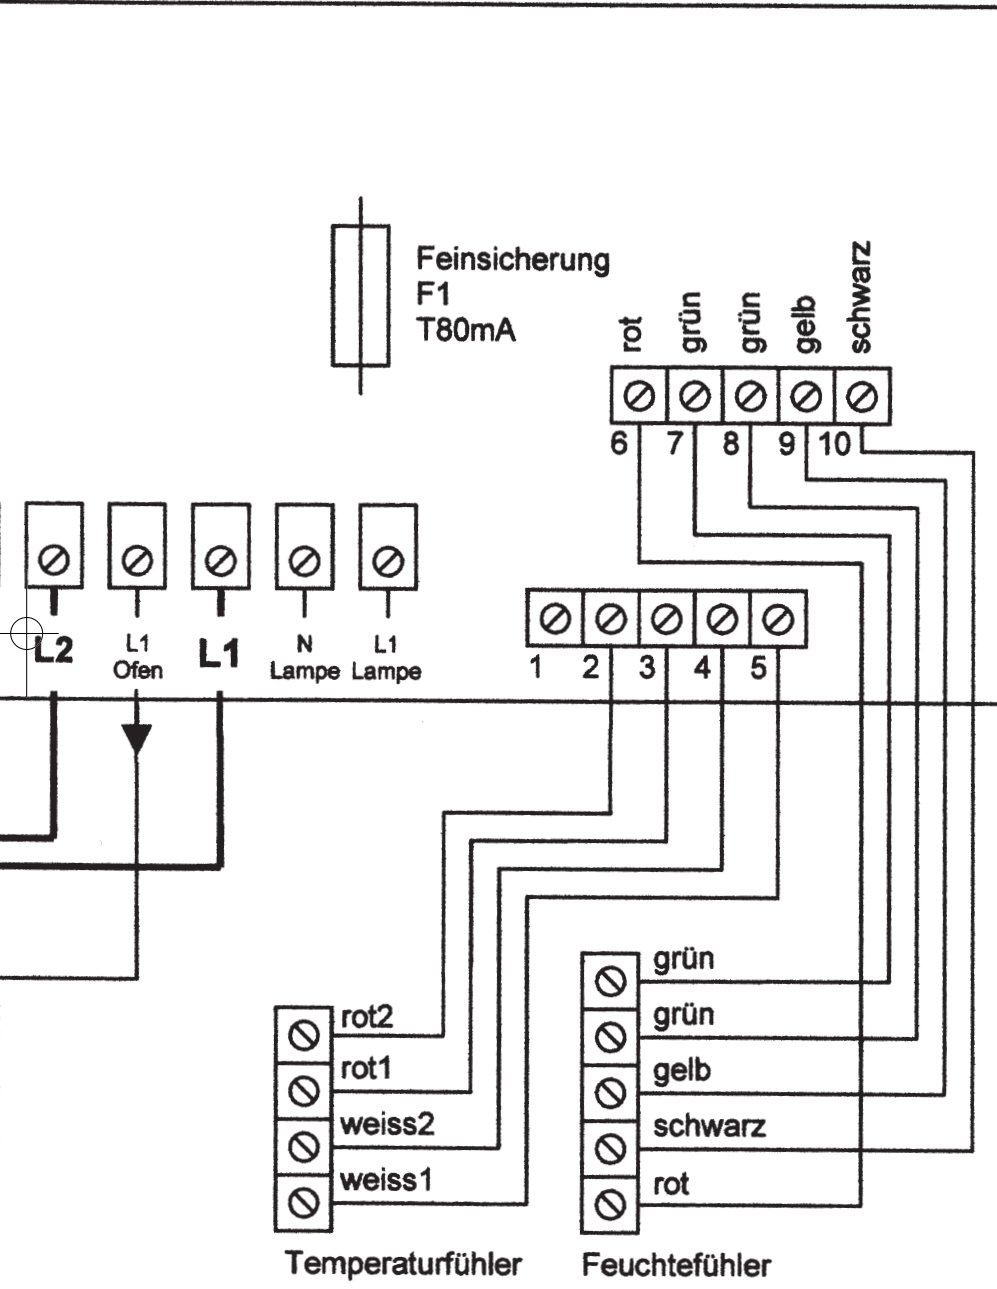 Feinsicherung
F1
T80mA
rot
grün
grün
gelb
schwarz
6 7 8 9 10
L2
L1
Ofen
L1
N
Lampe
L1
Lampe
1 2 3 4 5
rot2
rot1
weiss2
weiss1
Temperaturfühler
grün
grün
gelb
schwarz
rot
Feuchtefühler